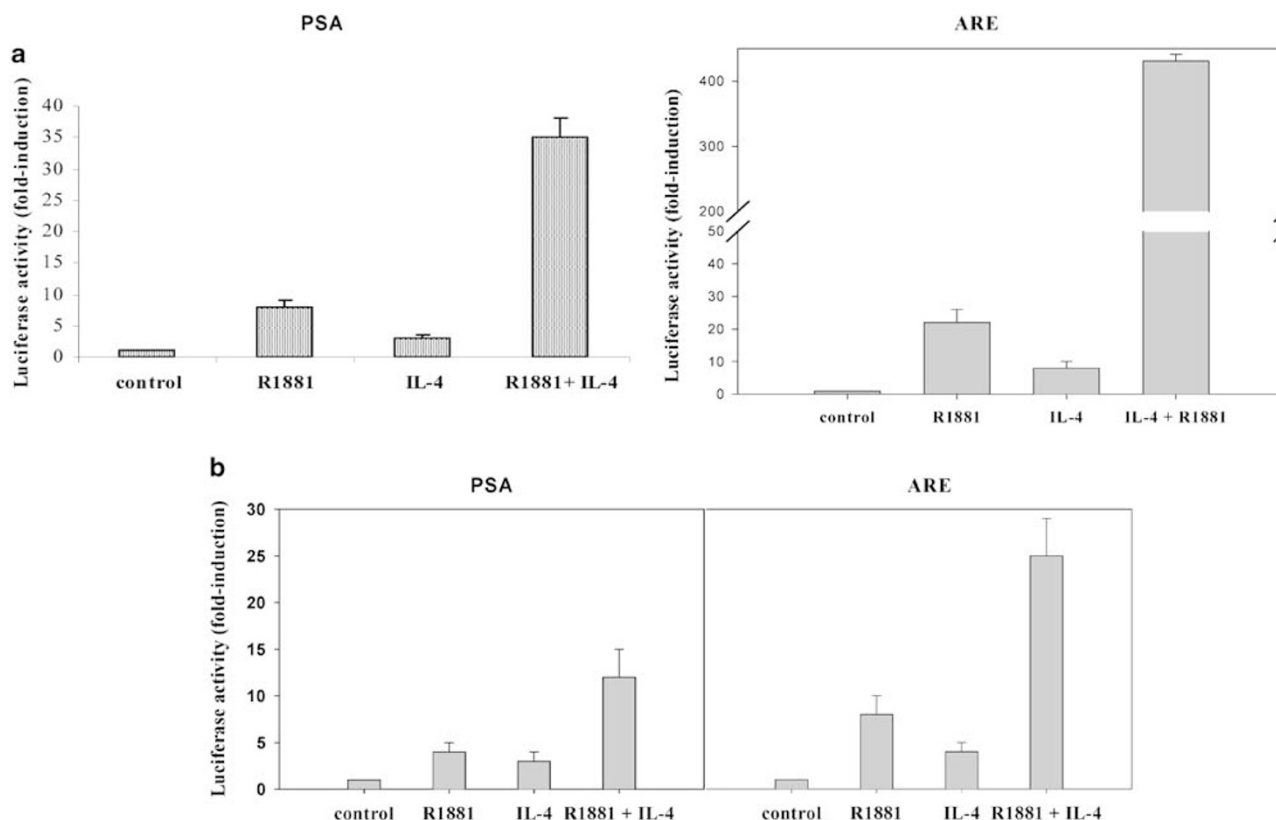 PSA
a
Luciferase activity (fold-induction)
40
35
30
25
20
15
10
5
0
control R1881 IL-4 R1881+ IL-4
ARE
Luciferase activity (fold-induction)
400
300
200
50
40
30
20
10
0
control R1881 IL-4 IL-4 + R1881
b
PSA ARE
Luciferase activity (fold-induction)
30
25
20
15
10
5
0
control R1881 IL-4 R1881 + IL-4 control R1881 IL-4 R1881 + IL-4